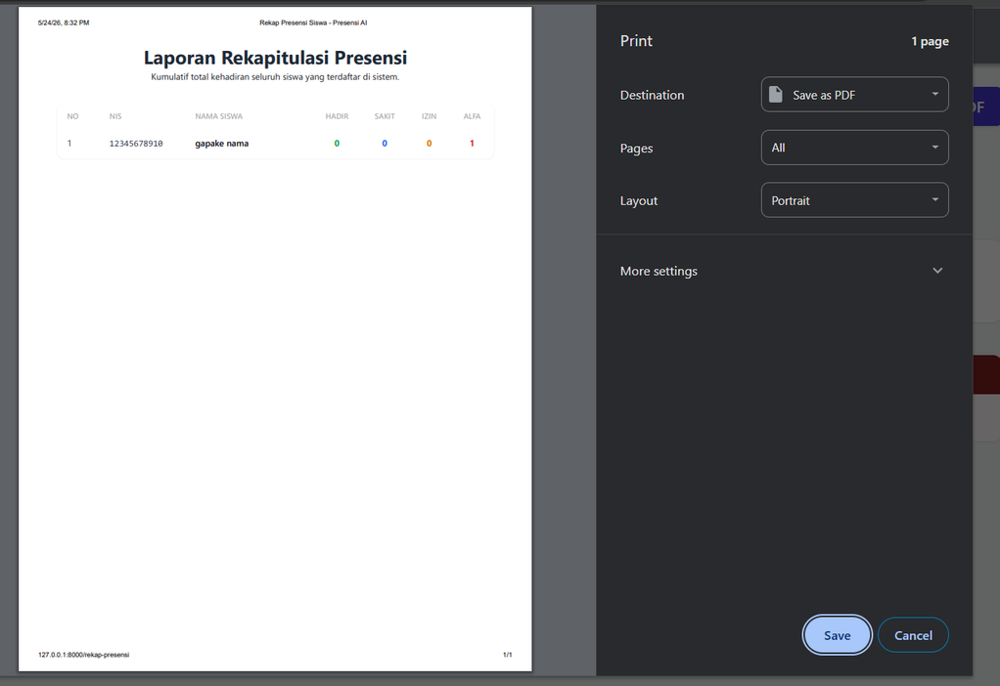 5/24/26, 8:32 PM Rekap Presensi Siswa - Presensi AI
Laporan Rekapitulasi Presensi
Kumulatif total kehadiran seluruh siswa yang terdaftar di sistem.
NO NIS NAMA SISWA HADIR SAKIT IZIN ALFA
1 12345678910 gapake nama 0 0 0 1
127.0.0.1:8000/rekap-presensi 1/1
Print 1 page
Destination Save as PDF
Pages All
Layout Portrait
More settings
Save Cancel
DF